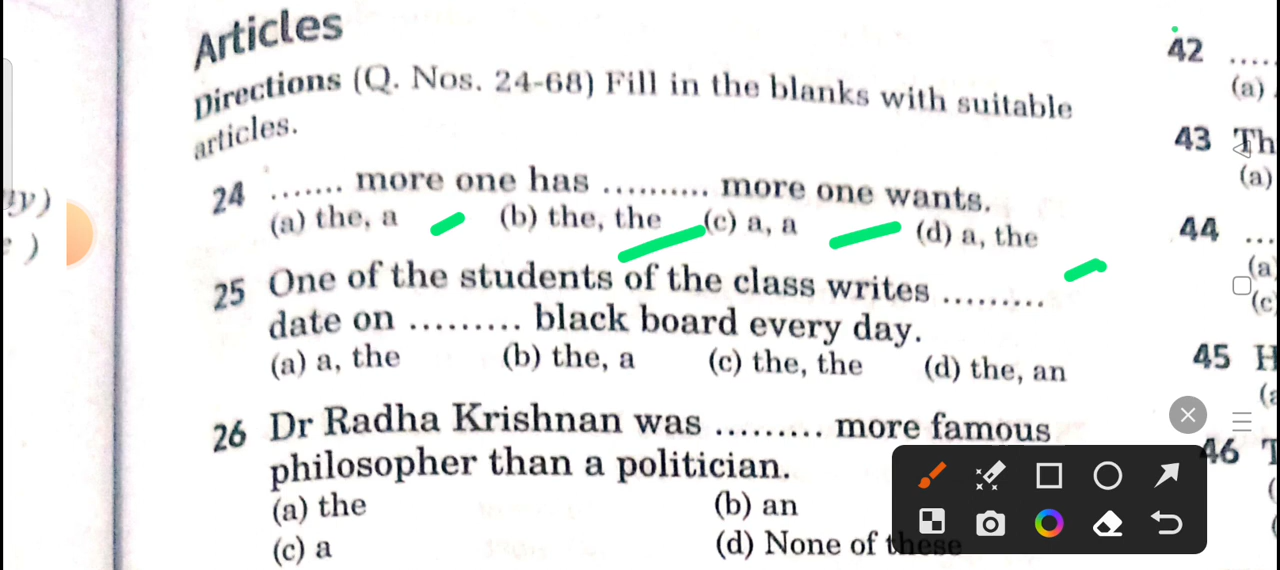 Articles
Directions (Q. Nos. 24-68) Fill in the blanks with suitable
articles.
24 ....... more one has .......... more one wants.
(a) the, a (b) the, the (c) a, a (d) a, the
25 One of the students of the class writes .........
date on ......... black board every day.
(a) a, the (b) the, a (c) the, the (d) the, an
26 Dr Radha Krishnan was ......... more famous
philosopher than a politician.
(a) the (b) an
(c) a (d) None of these
42 .....
(a)
43 Th
(a)
44 ...
(a
(c
45 H
46 T